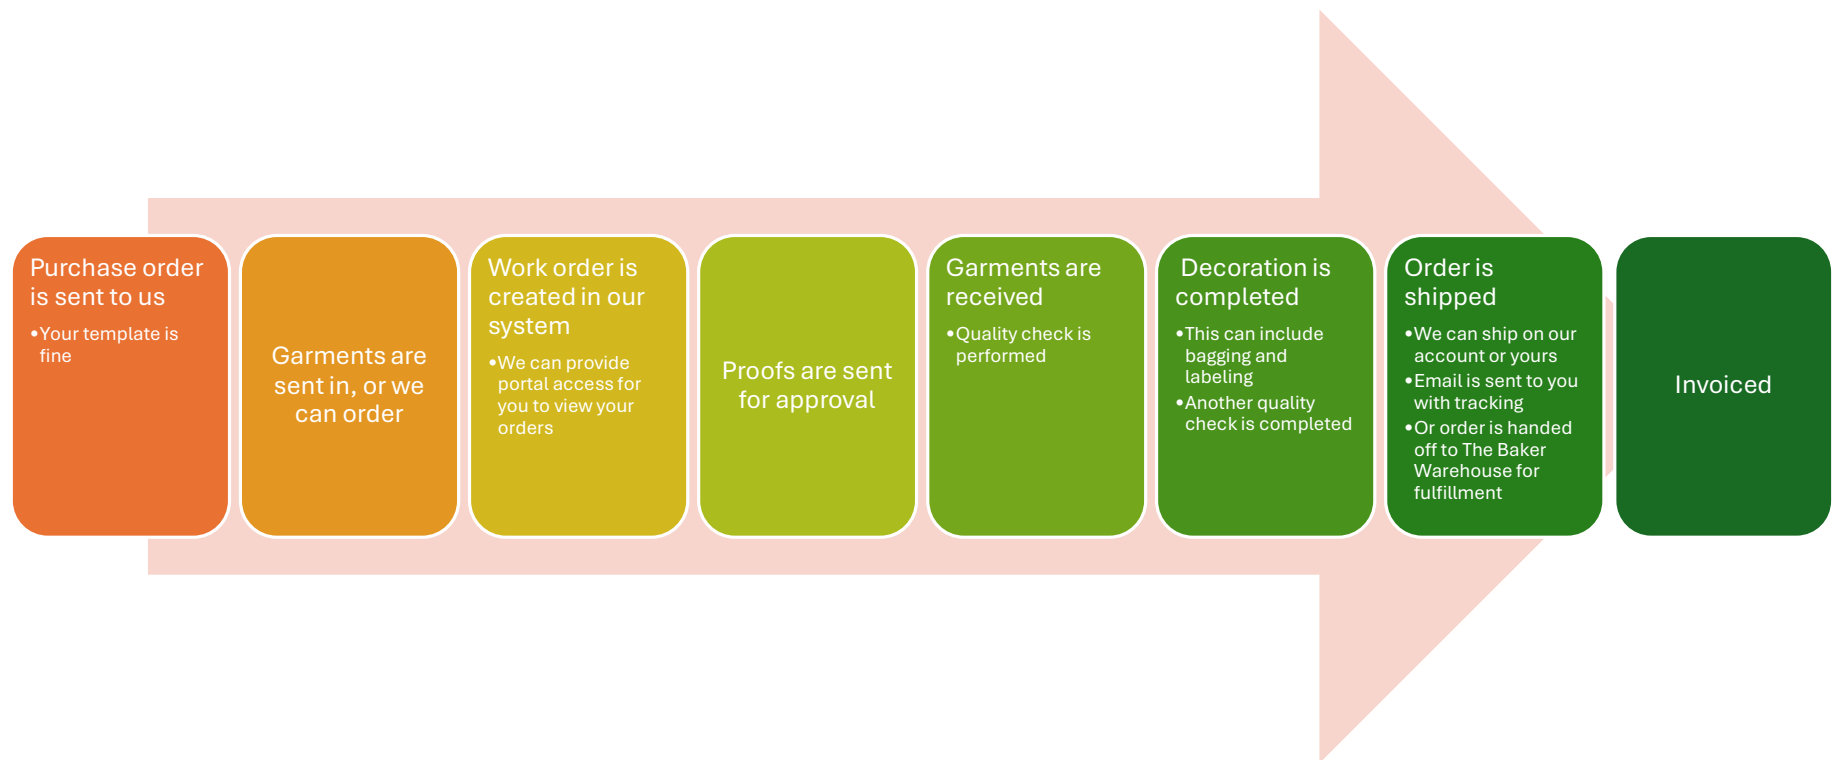 Purchase order
is sent to us
•Your template is
fine
Garments are
sent in, or we
can order
Work order is
created in our
system
•We can provide
portal access for
you to view your
orders
Proofs are sent
for approval
Garments are
received
•Quality check is
performed
Decoration is
completed
•This can include
bagging and
labeling
•Another quality
check is completed
Order is
shipped
•We can ship on our
account or yours
•Email is sent to you
with tracking
•Or order is handed
off to The Baker
Warehouse for
fulfillment
Invoiced